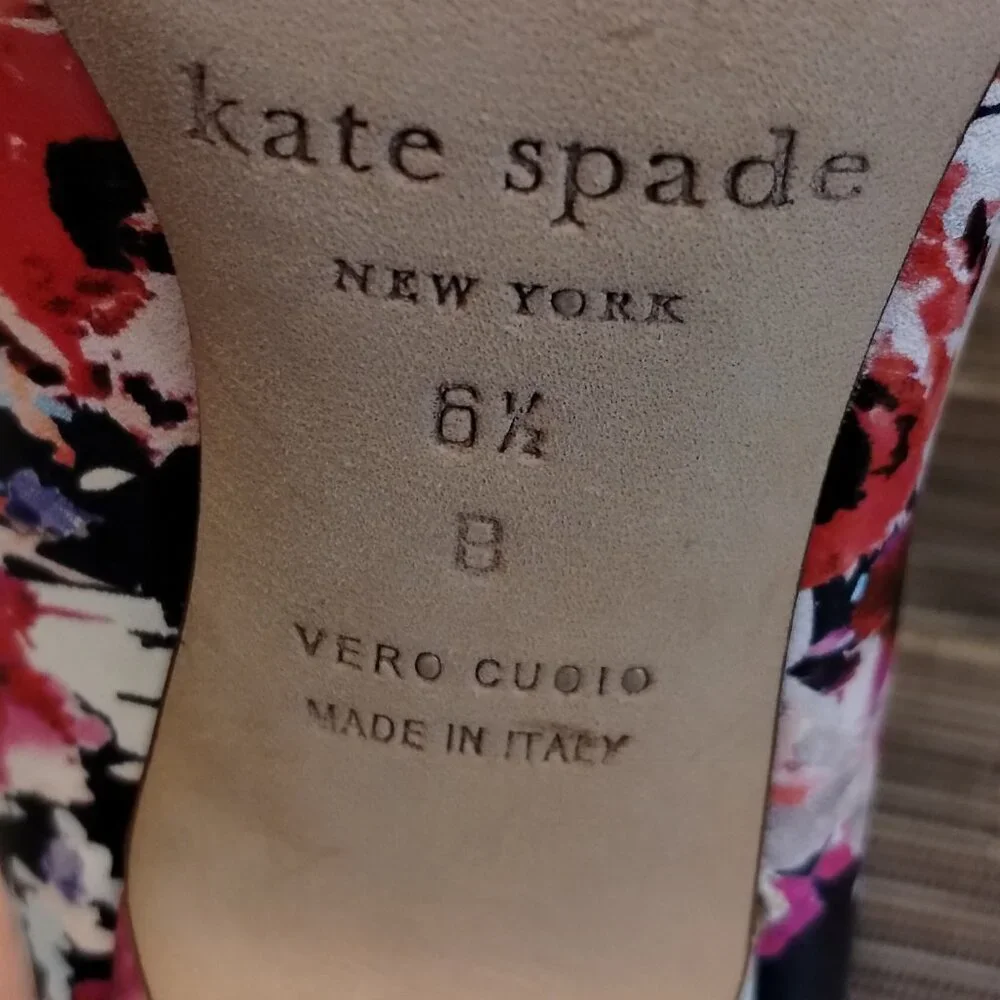 kate spade
NEW YORK
6½
B
VERO CUOIO
MADE IN ITALY